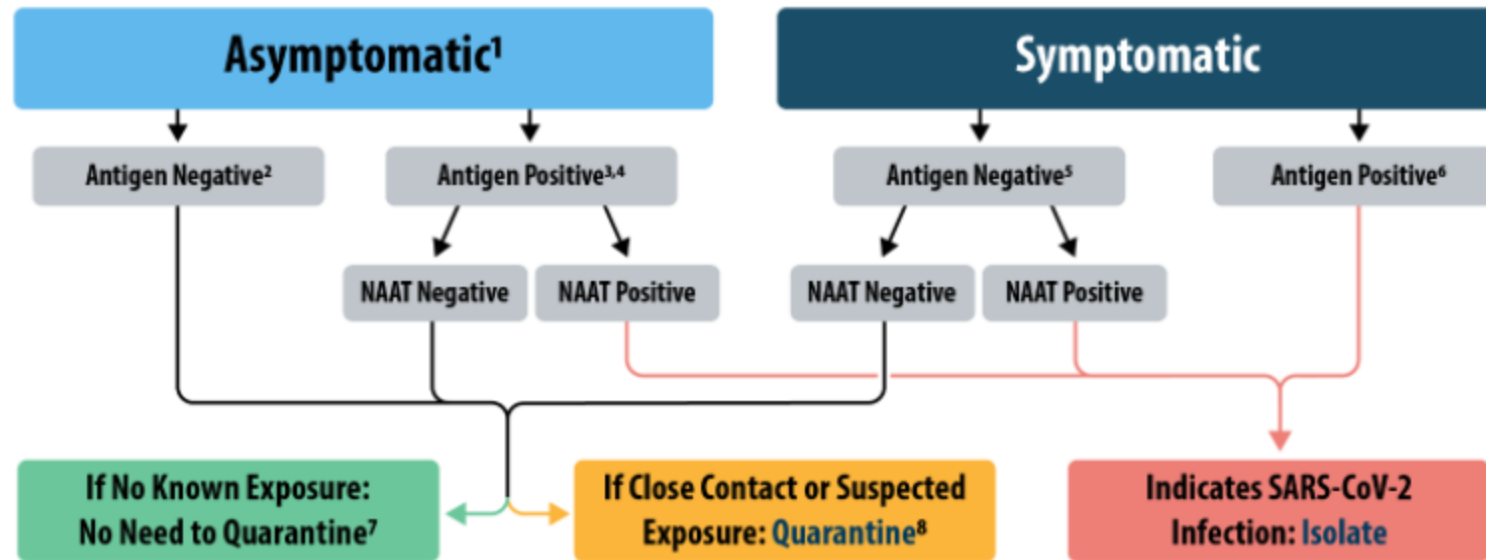 Asymptomatic¹
Symptomatic
Antigen Negative²
Antigen Positive³,⁴
Antigen Negative⁵
Antigen Positive⁶
NAAT Negative
NAAT Positive
NAAT Negative
NAAT Positive
If No Known Exposure:
No Need to Quarantine⁷
If Close Contact or Suspected
Exposure: Quarantine⁸
Indicates SARS-CoV-2
Infection: Isolate